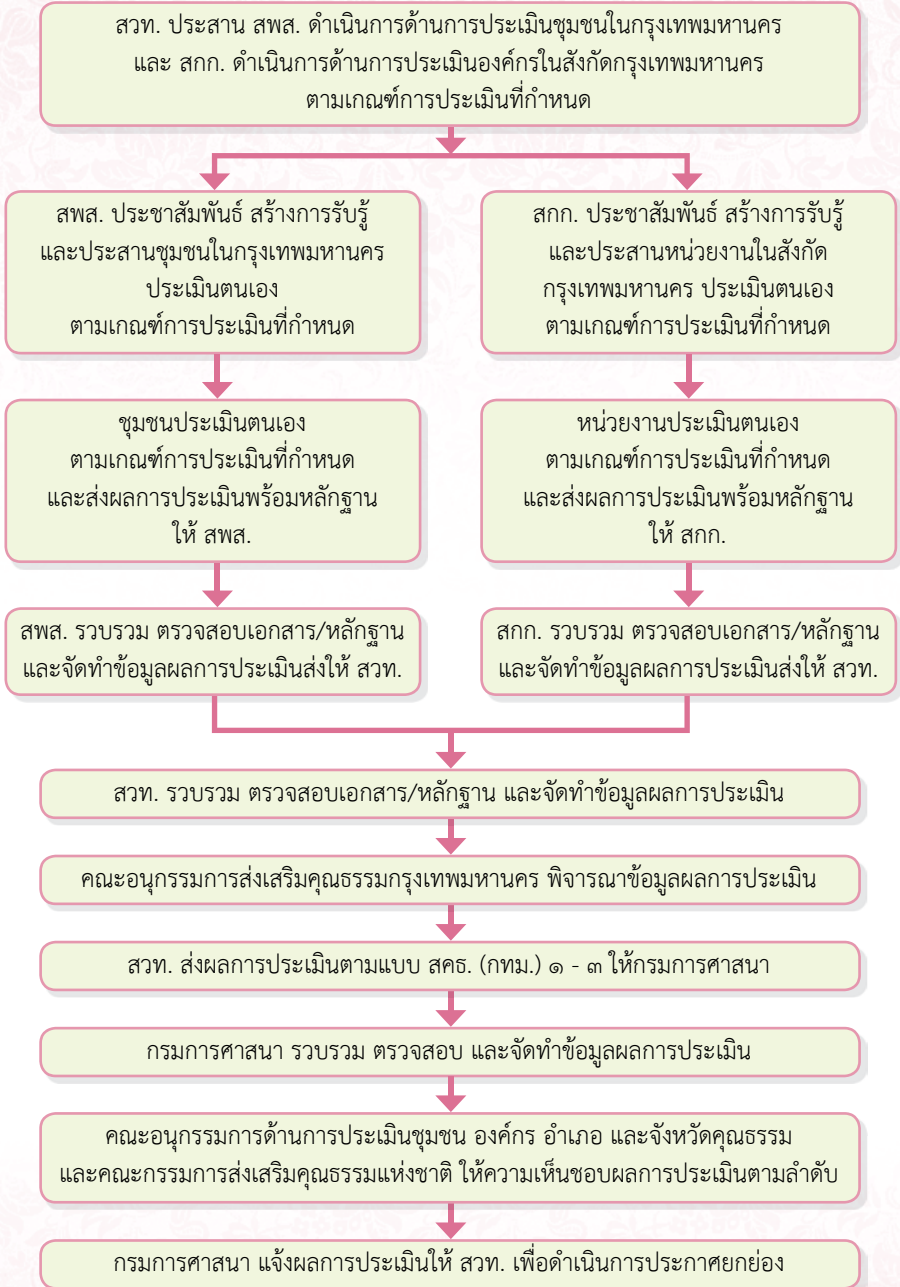 สวท. ประสาน สพส. ดำเนินการด้านการประเมินชุมชนในกรุงเทพมหานคร
และ สกก. ดำเนินการด้านการประเมินองค์กรในสังกัดกรุงเทพมหานคร
ตามเกณฑ์การประเมินที่กำหนด
สพส. ประชาสัมพันธ์ สร้างการรับรู้
และประสานชุมชนในกรุงเทพมหานคร
ประเมินตนเอง
ตามเกณฑ์การประเมินที่กำหนด
สกก. ประชาสัมพันธ์ สร้างการรับรู้
และประสานหน่วยงานในสังกัด
กรุงเทพมหานคร ประเมินตนเอง
ตามเกณฑ์การประเมินที่กำหนด
ชุมชนประเมินตนเอง
ตามเกณฑ์การประเมินที่กำหนด
และส่งผลการประเมินพร้อมหลักฐาน
ให้ สพส.
หน่วยงานประเมินตนเอง
ตามเกณฑ์การประเมินที่กำหนด
และส่งผลการประเมินพร้อมหลักฐาน
ให้ สกก.
สพส. รวบรวม ตรวจสอบเอกสาร/หลักฐาน
และจัดทำข้อมูลผลการประเมินส่งให้ สวท.
สกก. รวบรวม ตรวจสอบเอกสาร/หลักฐาน
และจัดทำข้อมูลผลการประเมินส่งให้ สวท.
สวท. รวบรวม ตรวจสอบเอกสาร/หลักฐาน และจัดทำข้อมูลผลการประเมิน
คณะอนุกรรมการส่งเสริมคุณธรรมกรุงเทพมหานคร พิจารณาข้อมูลผลการประเมิน
สวท. ส่งผลการประเมินตามแบบ สคธ. (กทม.) ๑ - ๓ ให้กรมการศาสนา
กรมการศาสนา รวบรวม ตรวจสอบ และจัดทำข้อมูลผลการประเมิน
คณะอนุกรรมการด้านการประเมินชุมชน องค์กร อำเภอ และจังหวัดคุณธรรม
และคณะกรรมการส่งเสริมคุณธรรมแห่งชาติ ให้ความเห็นชอบผลการประเมินตามลำดับ
กรมการศาสนา แจ้งผลการประเมินให้ สวท. เพื่อดำเนินการประกาศยกย่อง